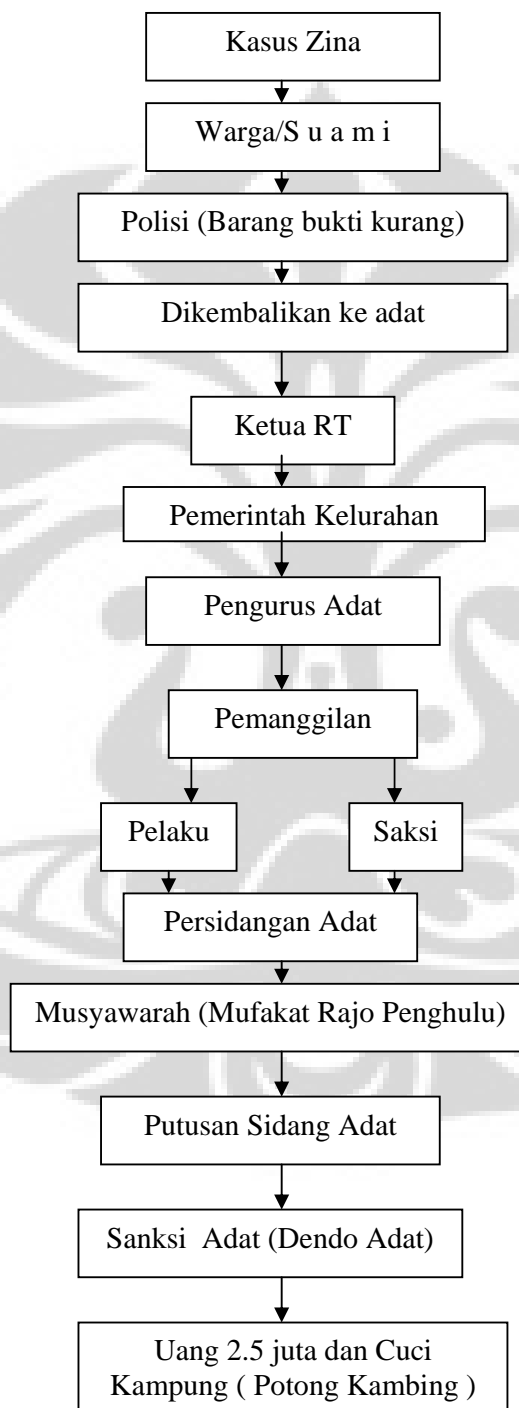 Kasus Zina
Warga/S u a m i
Polisi (Barang bukti kurang)
Dikembalikan ke adat
Ketua RT
Pemerintah Kelurahan
Pengurus Adat
Pemanggilan
Pelaku
Saksi
Persidangan Adat
Musyawarah (Mufakat Rajo Penghulu)
Putusan Sidang Adat
Sanksi  Adat (Dendo Adat)
Uang 2.5 juta dan Cuci
Kampung ( Potong Kambing )